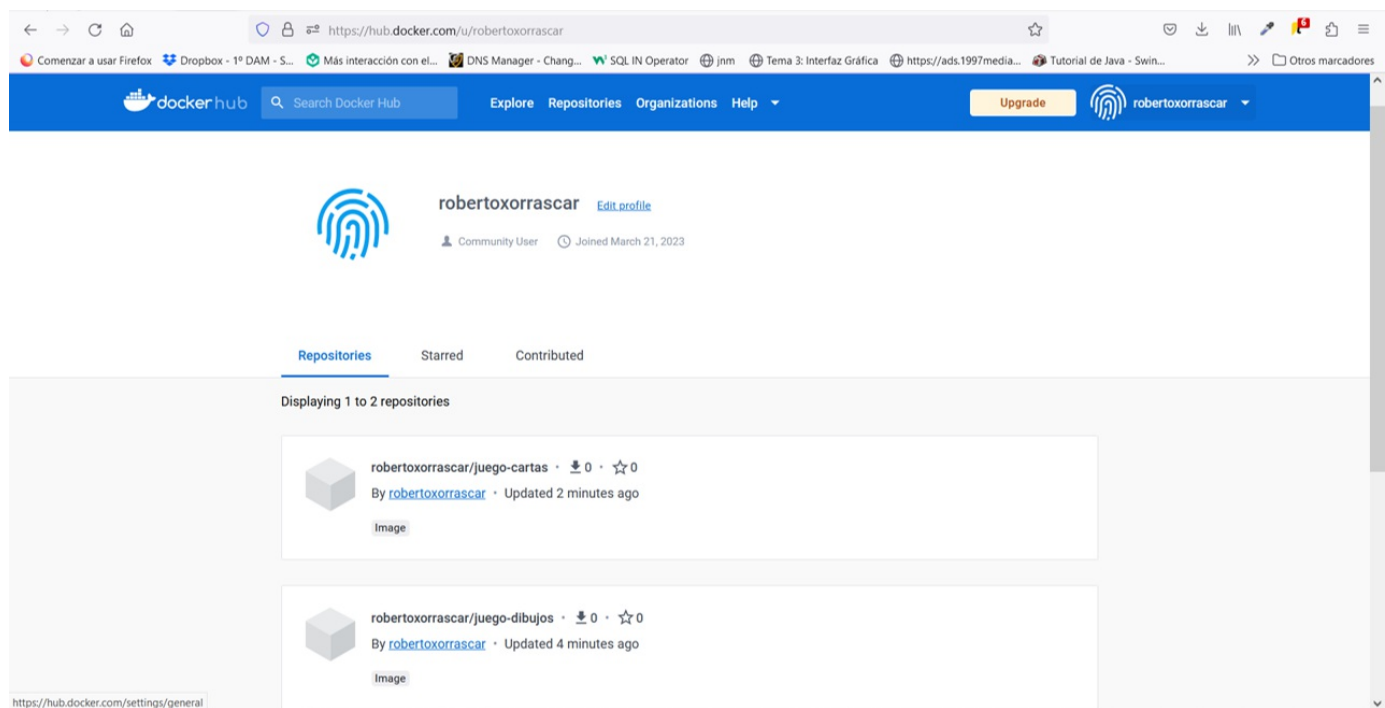 https://hub.docker.com/u/robertoxorrascar
6
Comenzar a usar Firefox Dropbox - 1º DAM - S... Más interacción con el... DNS Manager - Chang... SQL IN Operator jnm Tema 3: Interfaz Gráfica https://ads.1997media... Tutorial de Java - Swin... Otros marcadores
dockerhub Search Docker Hub Explore Repositories Organizations Help Upgrade robertoxorrascar
robertoxorrascar Edit profile
Community User Joined March 21, 2023
Repositories Starred Contributed
Displaying 1 to 2 repositories
robertoxorrascar/juego-cartas · 0 · 0
By robertoxorrascar · Updated 2 minutes ago
Image
robertoxorrascar/juego-dibujos · 0 · 0
By robertoxorrascar · Updated 4 minutes ago
Image
https://hub.docker.com/settings/general